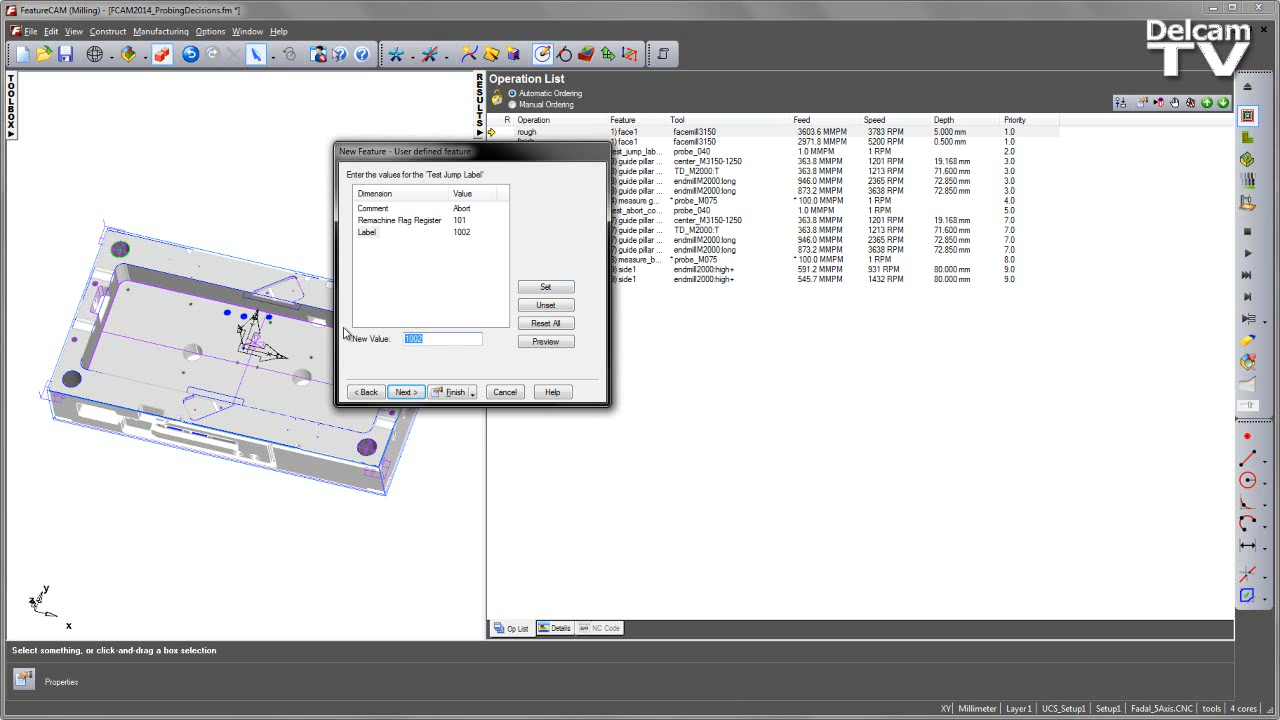 FeatureCAM (Milling) - [FCAM2014_ProbingDecisions.fm *]
File Edit View Construct Manufacturing Options Window Help
Delcam
TV
TOOLBOX
RESULTS
Operation List
Automatic Ordering
Manual Ordering
R Operation Feature Tool Feed Speed Depth Priority
rough 1) face1 facemill3150 3603.6 MMPM 3783 RPM 5.000 mm 1.0
1) face1 facemill3150 2971.8 MMPM 5200 RPM 0.500 mm 1.0
est_jump_lab... probe_040 1.0 MMPM 1 RPM 2.0
) guide pillar ... center_M3150-1250 363.8 MMPM 1201 RPM 19.168 mm 3.0
) guide pillar ... TD_M2000:T 363.8 MMPM 1213 RPM 71.600 mm 3.0
) guide pillar ... endmillM2000:long 946.0 MMPM 2365 RPM 72.850 mm 3.0
) guide pillar ... endmillM2000:long 873.2 MMPM 3638 RPM 72.850 mm 3.0
) measure g... * probe_M075 * 100.0 MMPM 1 RPM 4.0
est_abort_co... probe_040 1.0 MMPM 1 RPM 5.0
) guide pillar ... center_M3150-1250 363.8 MMPM 1201 RPM 19.168 mm 7.0
) guide pillar ... TD_M2000:T 363.8 MMPM 1213 RPM 71.600 mm 7.0
) guide pillar ... endmillM2000:long 946.0 MMPM 2365 RPM 72.850 mm 7.0
) guide pillar ... endmillM2000:long 873.2 MMPM 3638 RPM 72.850 mm 7.0
) measure_b... * probe_M075 * 100.0 MMPM 1 RPM 8.0
) side1 endmill2000:high+ 591.2 MMPM 931 RPM 80.000 mm 9.0
) side1 endmill2000:high+ 545.7 MMPM 1432 RPM 80.000 mm 9.0
New Feature - User defined feature
Enter the values for the 'Test Jump Label'
Dimension Value
Comment Abort
Remachine Flag Register 101
Label 1002
Set
Unset
Reset All
New Value: 1002
Preview
< Back Next > Finish Cancel Help
y
z
x
Op List Details NC Code
Select something, or click-and-drag a box selection
Properties
XY Millimeter Layer1 UCS_Setup1 Setup1 Fadal_5Axis.CNC tools 4 cores